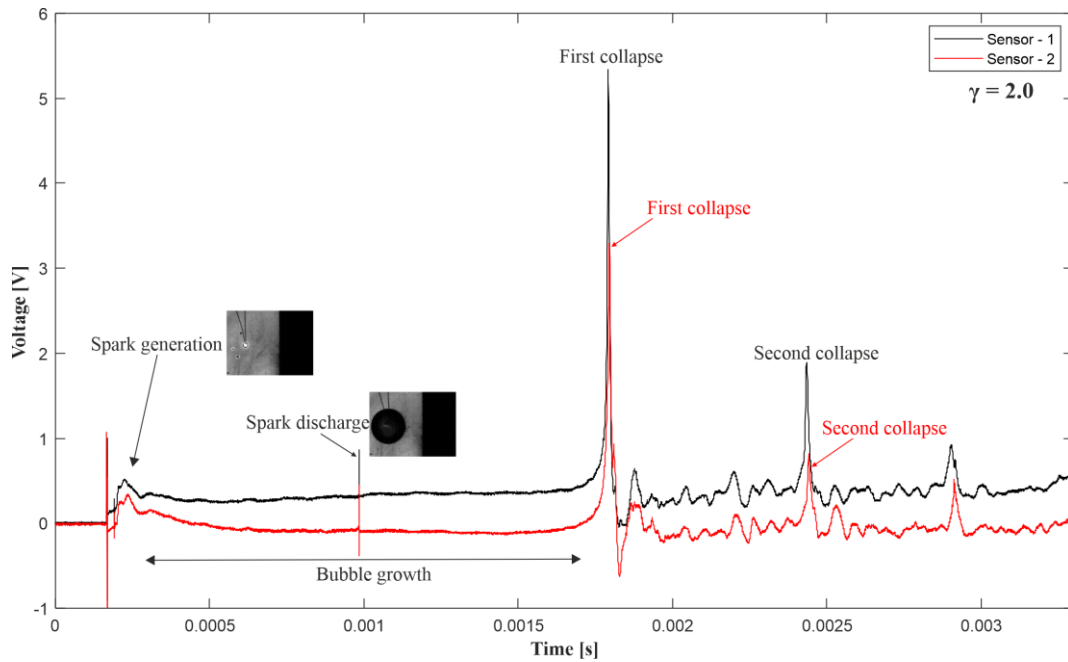 6
5
4
3
2
1
0
-1
Voltage [V]
First collapse
Sensor - 1
Sensor - 2
γ = 2.0
First collapse
Spark generation
Spark discharge
Second collapse
Second collapse
Bubble growth
0 0.0005 0.001 0.0015 0.002 0.0025 0.003
Time [s]